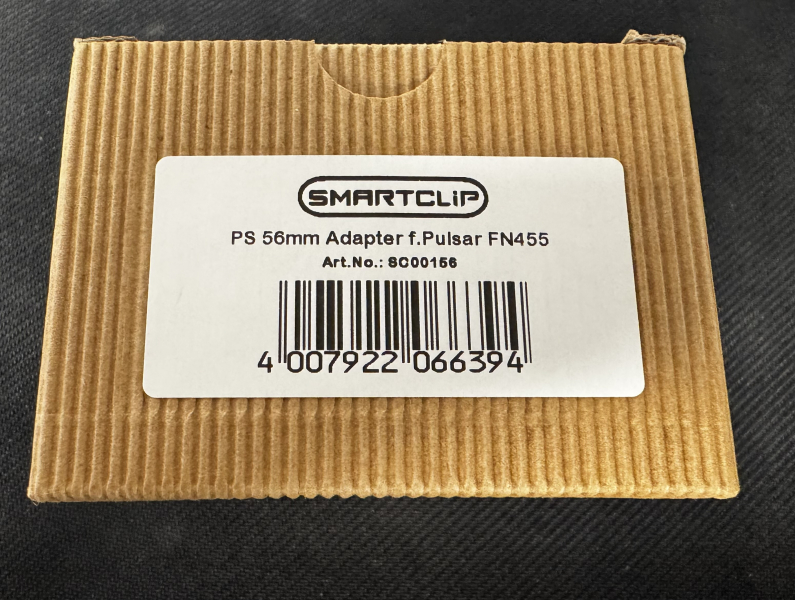 SMARTCLiP
PS 56mm Adapter f.Pulsar FN455
Art.No.: SC00156
4 007922 066394